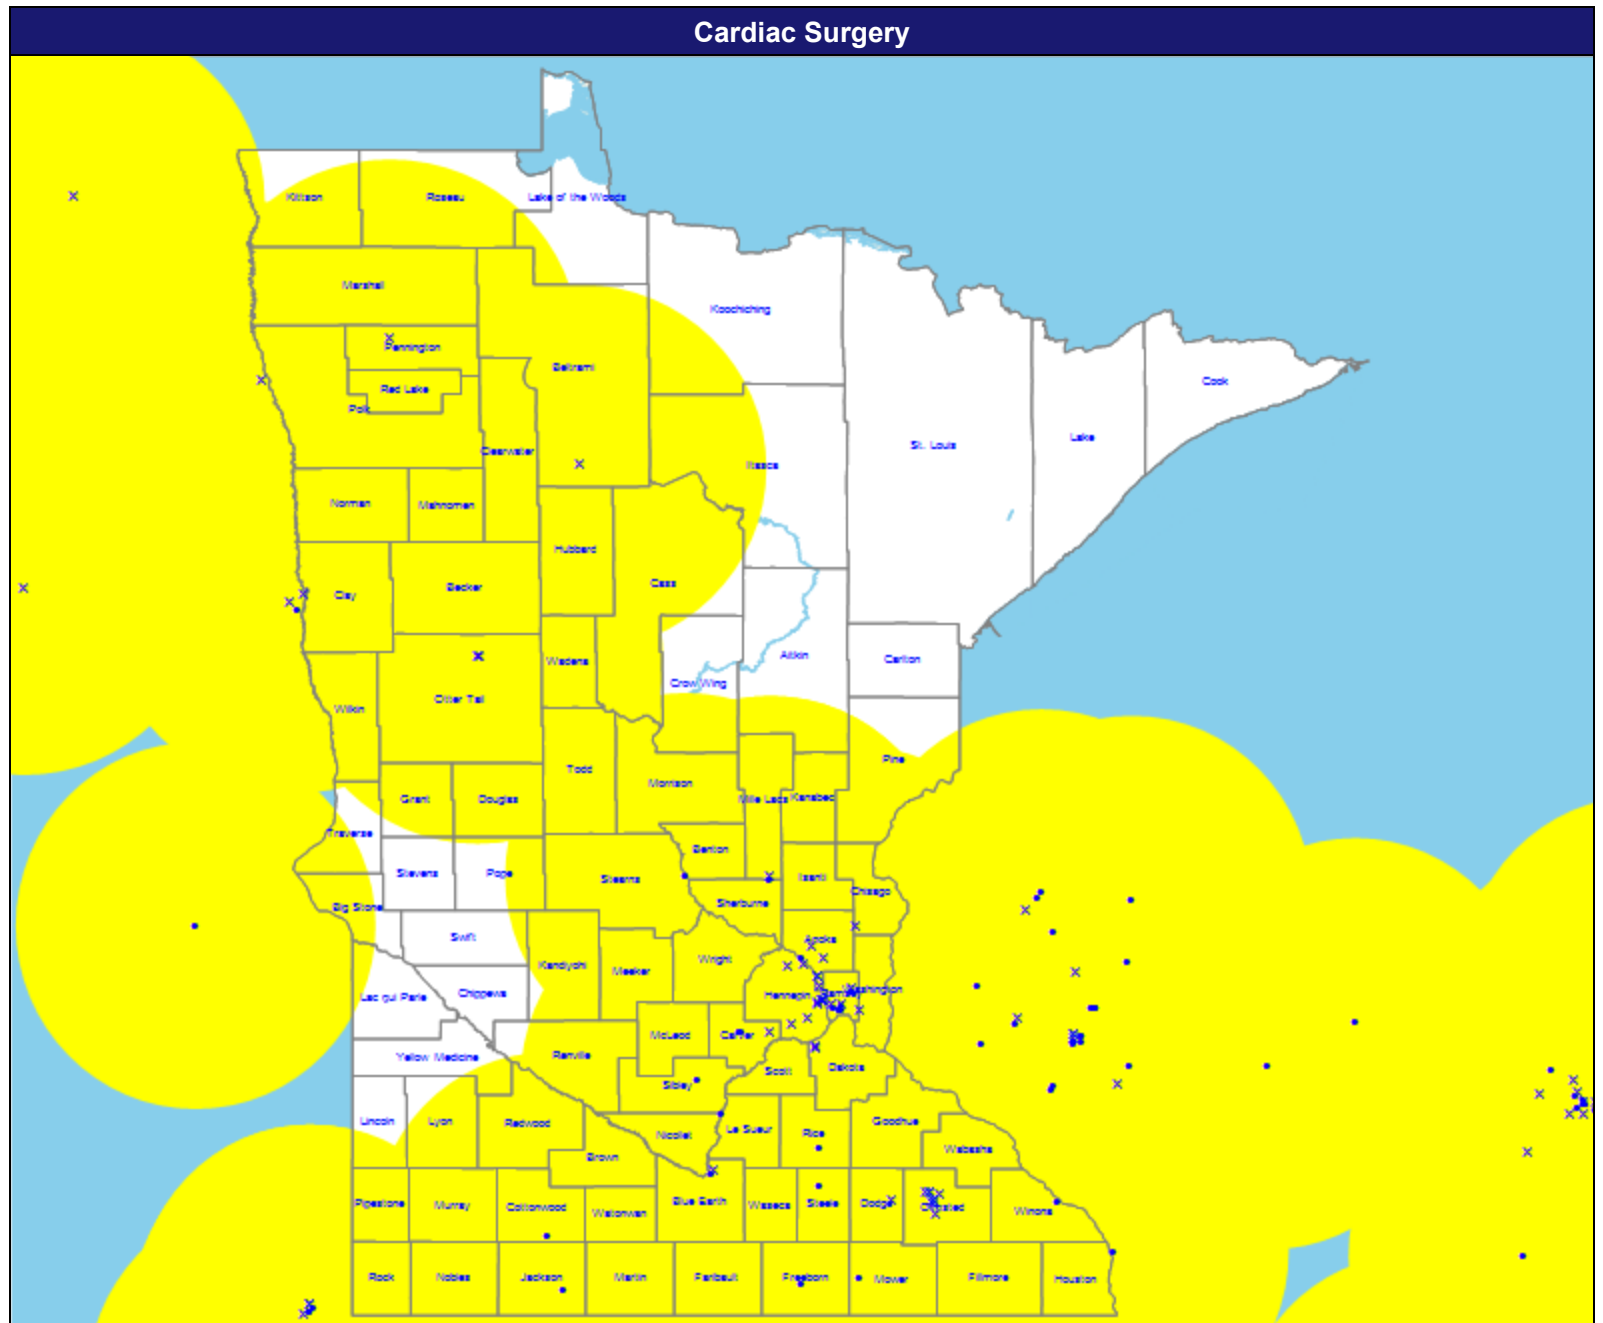 Cardiac Surgery
Kittson
Roseau
Lake of the Woods
Marshall
Koochiching
Pennington
Beltrami
Red Lake
Polk
Cook
Clearwater
St. Louis
Lake
Itasca
Norman
Mahnomen
Hubbard
Clay
Becker
Cass
Wadena
Aitkin
Carlton
Crow Wing
Otter Tail
Wilkin
Todd
Morrison
Pine
Grant
Douglas
Mille Lacs
Kanabec
Traverse
Benton
Stevens
Pope
Stearns
Isanti
Chisago
Big Stone
Sherburne
Swift
Anoka
Kandiyohi
Meeker
Wright
Lac qui Parle
Chippewa
Hennepin
Washington
McLeod
Carver
Yellow Medicine
Renville
Scott
Dakota
Sibley
Lincoln
Lyon
Redwood
Nicollet
Le Sueur
Rice
Goodhue
Wabasha
Brown
Pipestone
Murray
Cottonwood
Watonwan
Blue Earth
Waseca
Steele
Dodge
Olmsted
Winona
Rock
Nobles
Jackson
Martin
Faribault
Freeborn
Mower
Fillmore
Houston